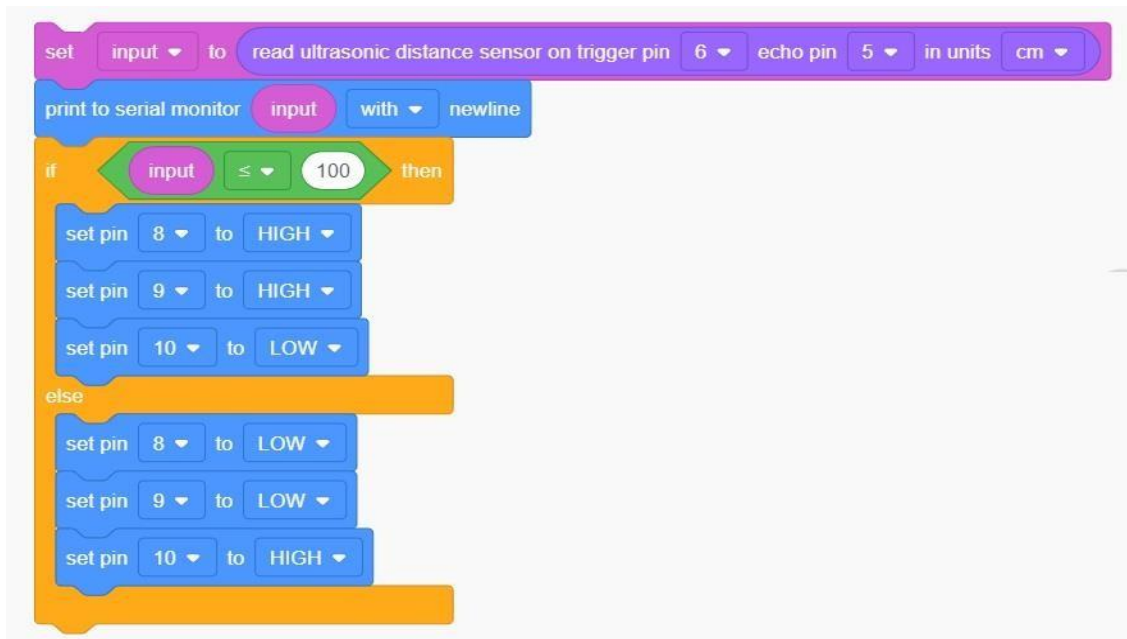 set input to read ultrasonic distance sensor on trigger pin 6 echo pin 5 in units cm
print to serial monitor input with newline
if input ≤ 100 then
set pin 8 to HIGH
set pin 9 to HIGH
set pin 10 to LOW
else
set pin 8 to LOW
set pin 9 to LOW
set pin 10 to HIGH